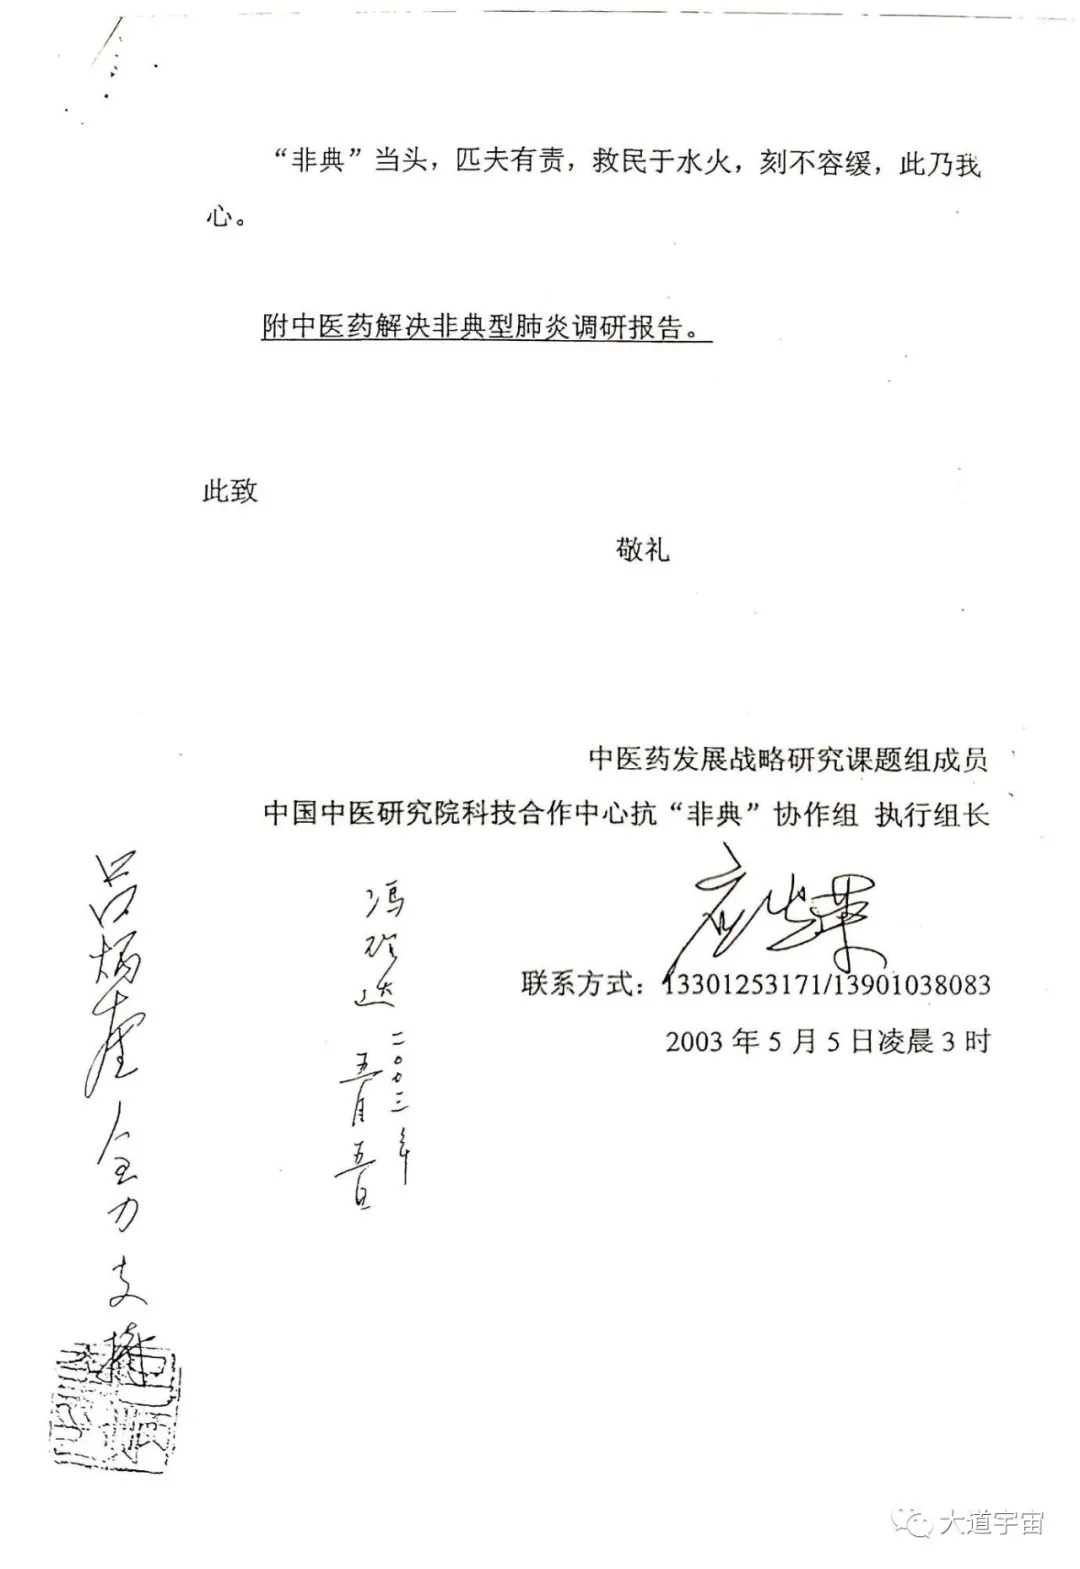 “非典”当头，匹夫有责，救民于水火，刻不容缓，此乃我
心。
附中医药解决非典型肺炎调研报告。
此致
敬礼
中医药发展战略研究课题组成员
中国中医研究院科技合作中心抗“非典”协作组 执行组长
联系方式：13301253171/13901038083
2003年5月5日凌晨3时
吕炳奎全力支持
二〇〇三年
五月五日
大道宇宙